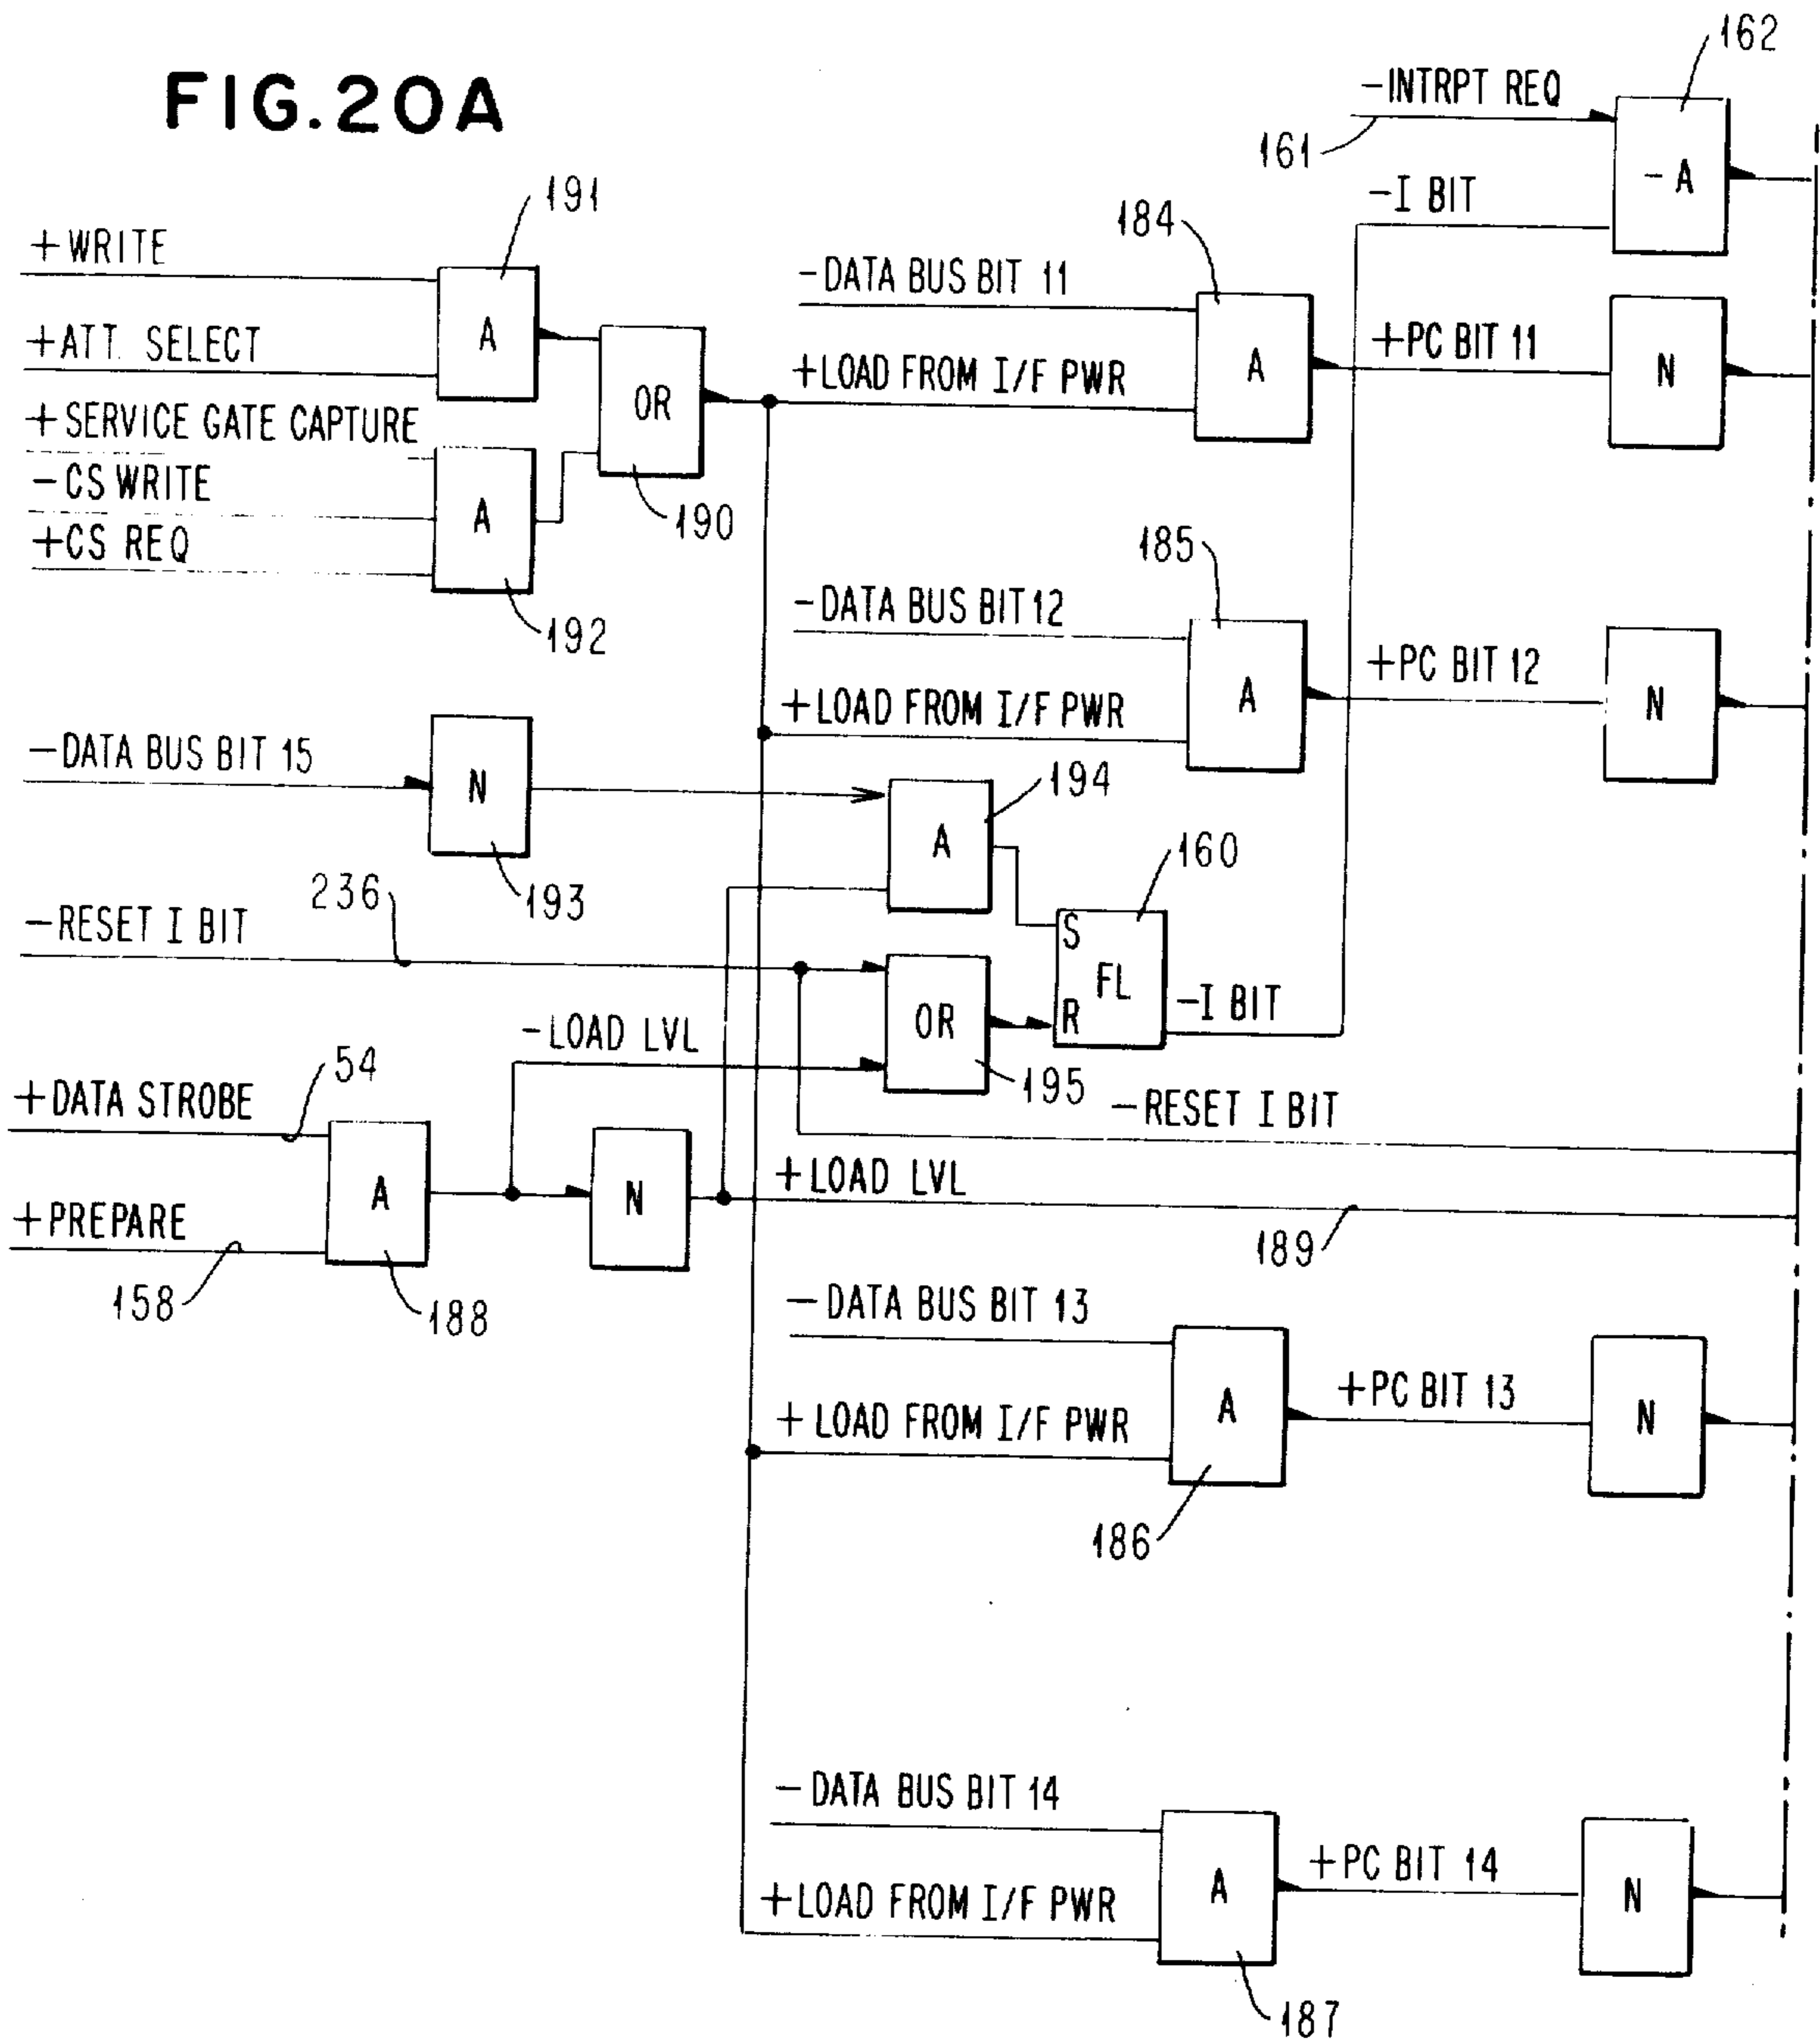 FIG.20A
162
-INTRPT REQ
161
-A
-I BIT
191
+WRITE
A
+ATT. SELECT
184
-DATA BUS BIT 11
A
+LOAD FROM I/F PWR
+PC BIT 11
N
OR
190
+SERVICE GATE CAPTURE
-CS WRITE
A
+CS REQ
192
185
-DATA BUS BIT 12
A
+LOAD FROM I/F PWR
+PC BIT 12
N
-DATA BUS BIT 15
N
193
194
A
160
S
FL
R
-I BIT
236
-RESET I BIT
OR
195
-LOAD LVL
-RESET I BIT
54
+DATA STROBE
A
+PREPARE
158
188
N
+LOAD LVL
189
-DATA BUS BIT 13
A
+LOAD FROM I/F PWR
186
+PC BIT 13
N
-DATA BUS BIT 14
A
+LOAD FROM I/F PWR
187
+PC BIT 14
N